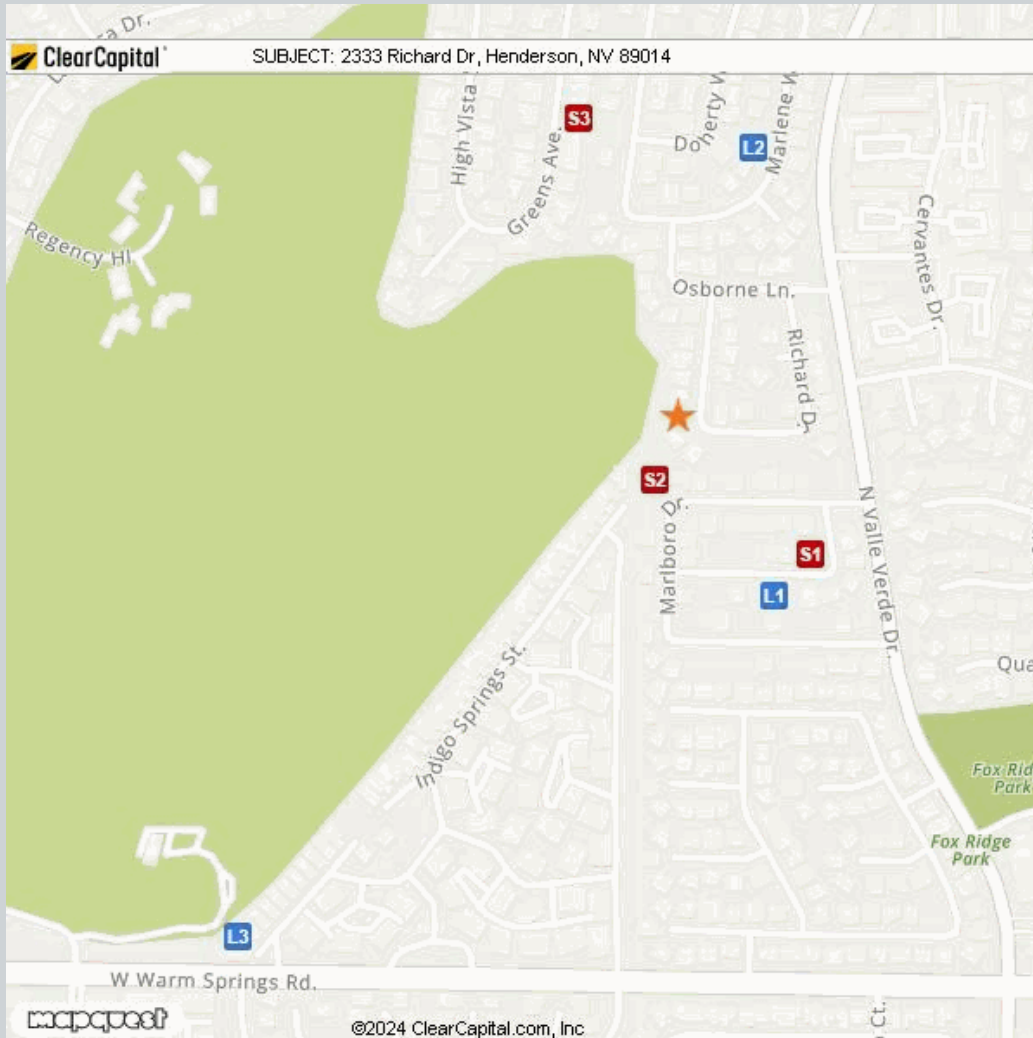 ClearCapital
SUBJECT: 2333 Richard Dr, Henderson, NV 89014
High Vista
S3
Greens Ave.
Doherty
L2
Marlene
Regency Hl
Cervantes Dr.
Osborne Ln.
Richard Dr.
S2
Marlboro Dr.
S1
L1
N Valle Verde Dr.
Indigo Springs St.
Fox Rid
Park
Fox Ridge
Park
L3
W Warm Springs Rd.
mapquest
©2024 ClearCapital.com, Inc